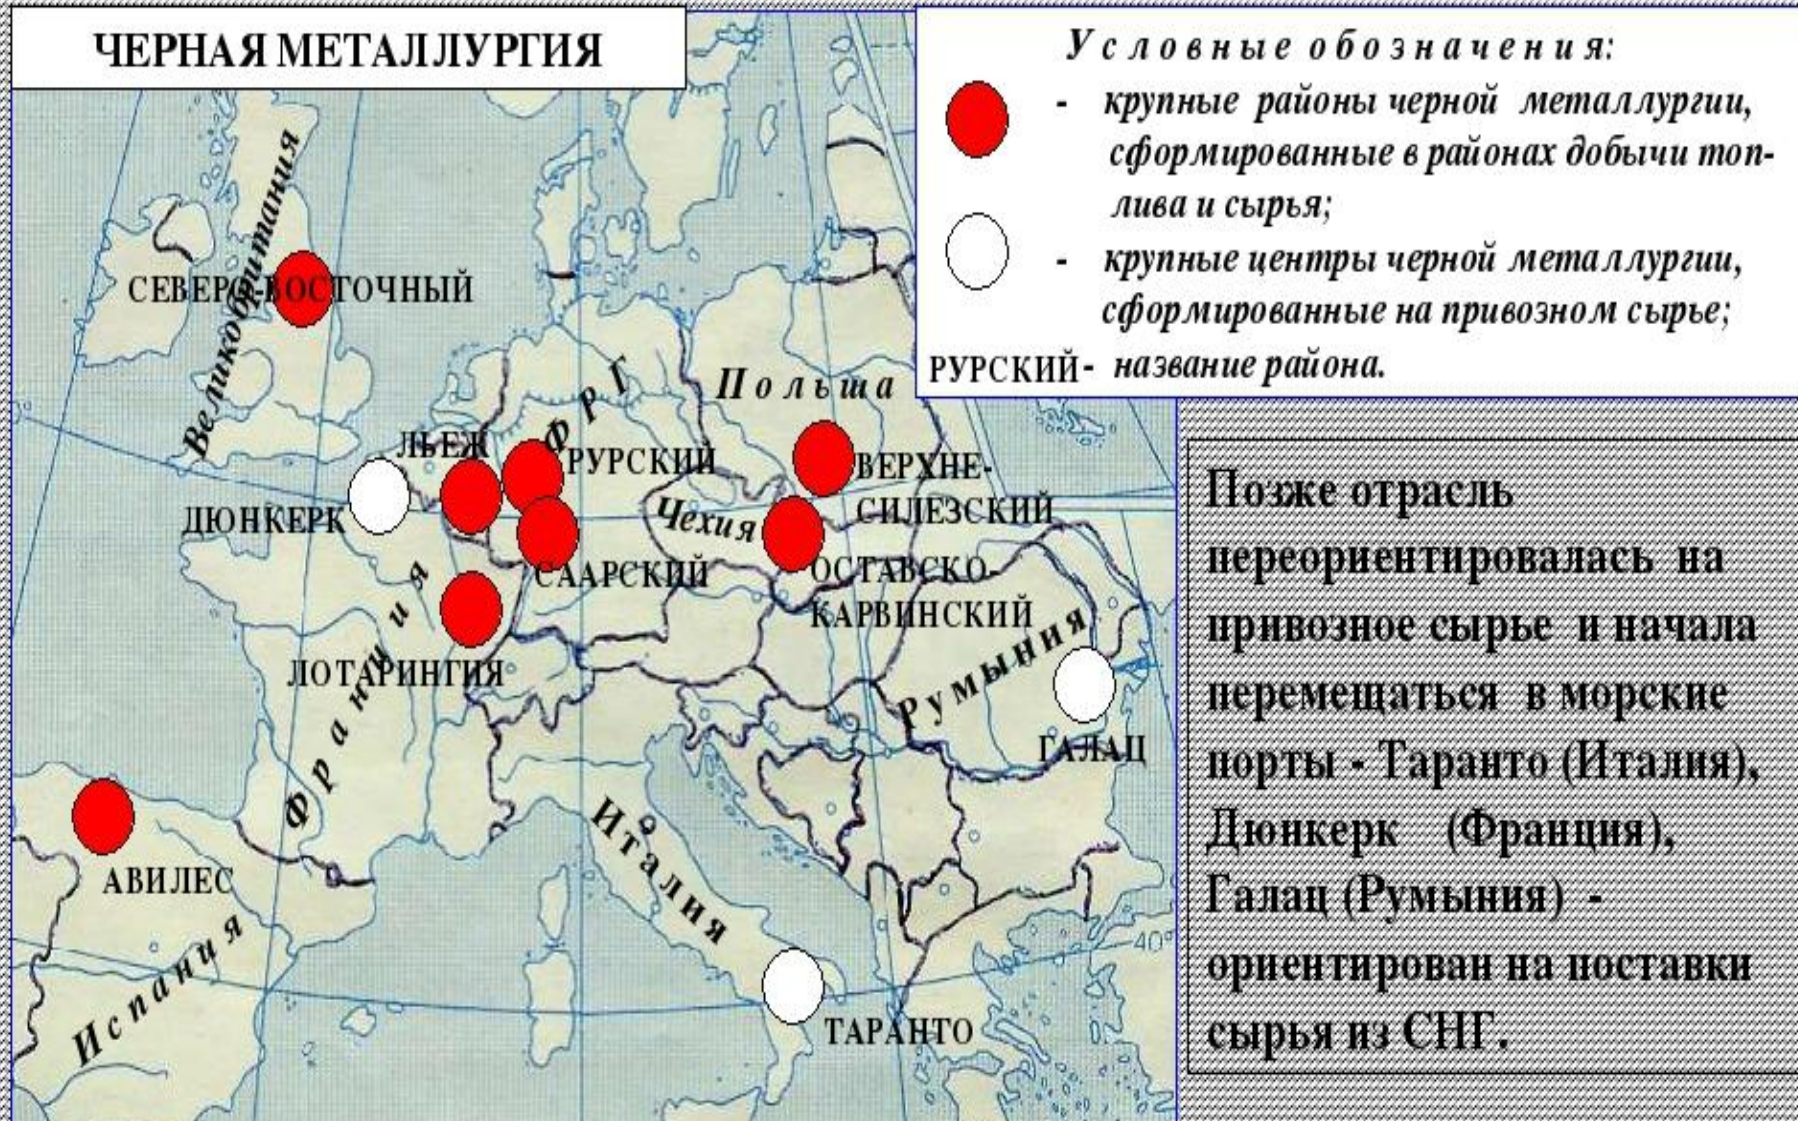 ЧЕРНАЯ МЕТАЛЛУРГИЯ
Условные обозначения:
- крупные районы черной металлургии,
сформированные в районах добычи топ-
лива и сырья;
- крупные центры черной металлургии,
сформированные на привозном сырье;
РУРСКИЙ - название района.
Великобритания
СЕВЕРО-ВОСТОЧНЫЙ
ФРГ
Польша
ЛЬЕЖ
РУРСКИЙ
ВЕРХНЕ-
СИЛЕЗСКИЙ
ДЮНКЕРК
Чехия
СААРСКИЙ
ОСТАВСКО-
КАРВИНСКИЙ
Франция
ЛОТАРИНГИЯ
Румыния
ГАЛАЦ
Италия
АВИЛЕС
Испания
40°
ТАРАНТО
Позже отрасль
переориентировалась на
привозное сырье и начала
перемещаться в морские
порты - Таранто (Италия),
Дюнкерк (Франция),
Галац (Румыния) -
ориентирован на поставки
сырья из СНГ.